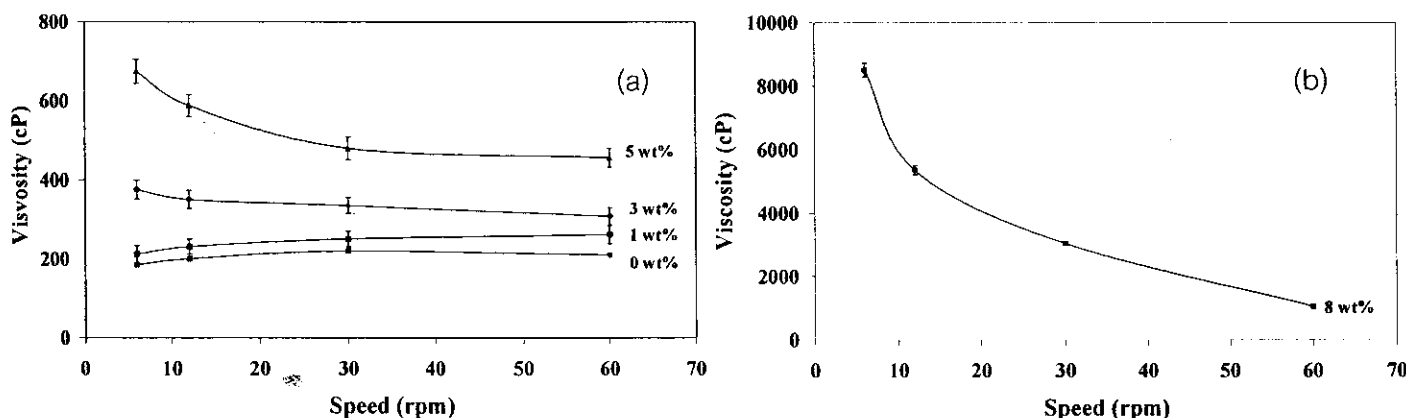 800
600
400
200
0
Visvosity (cP)
(a)
5 wt%
3 wt%
1 wt%
0 wt%
0 10 20 30 40 50 60 70
Speed (rpm)
10000
8000
6000
4000
2000
0
Viscosity (cP)
(b)
8 wt%
0 10 20 30 40 50 60 70
Speed (rpm)